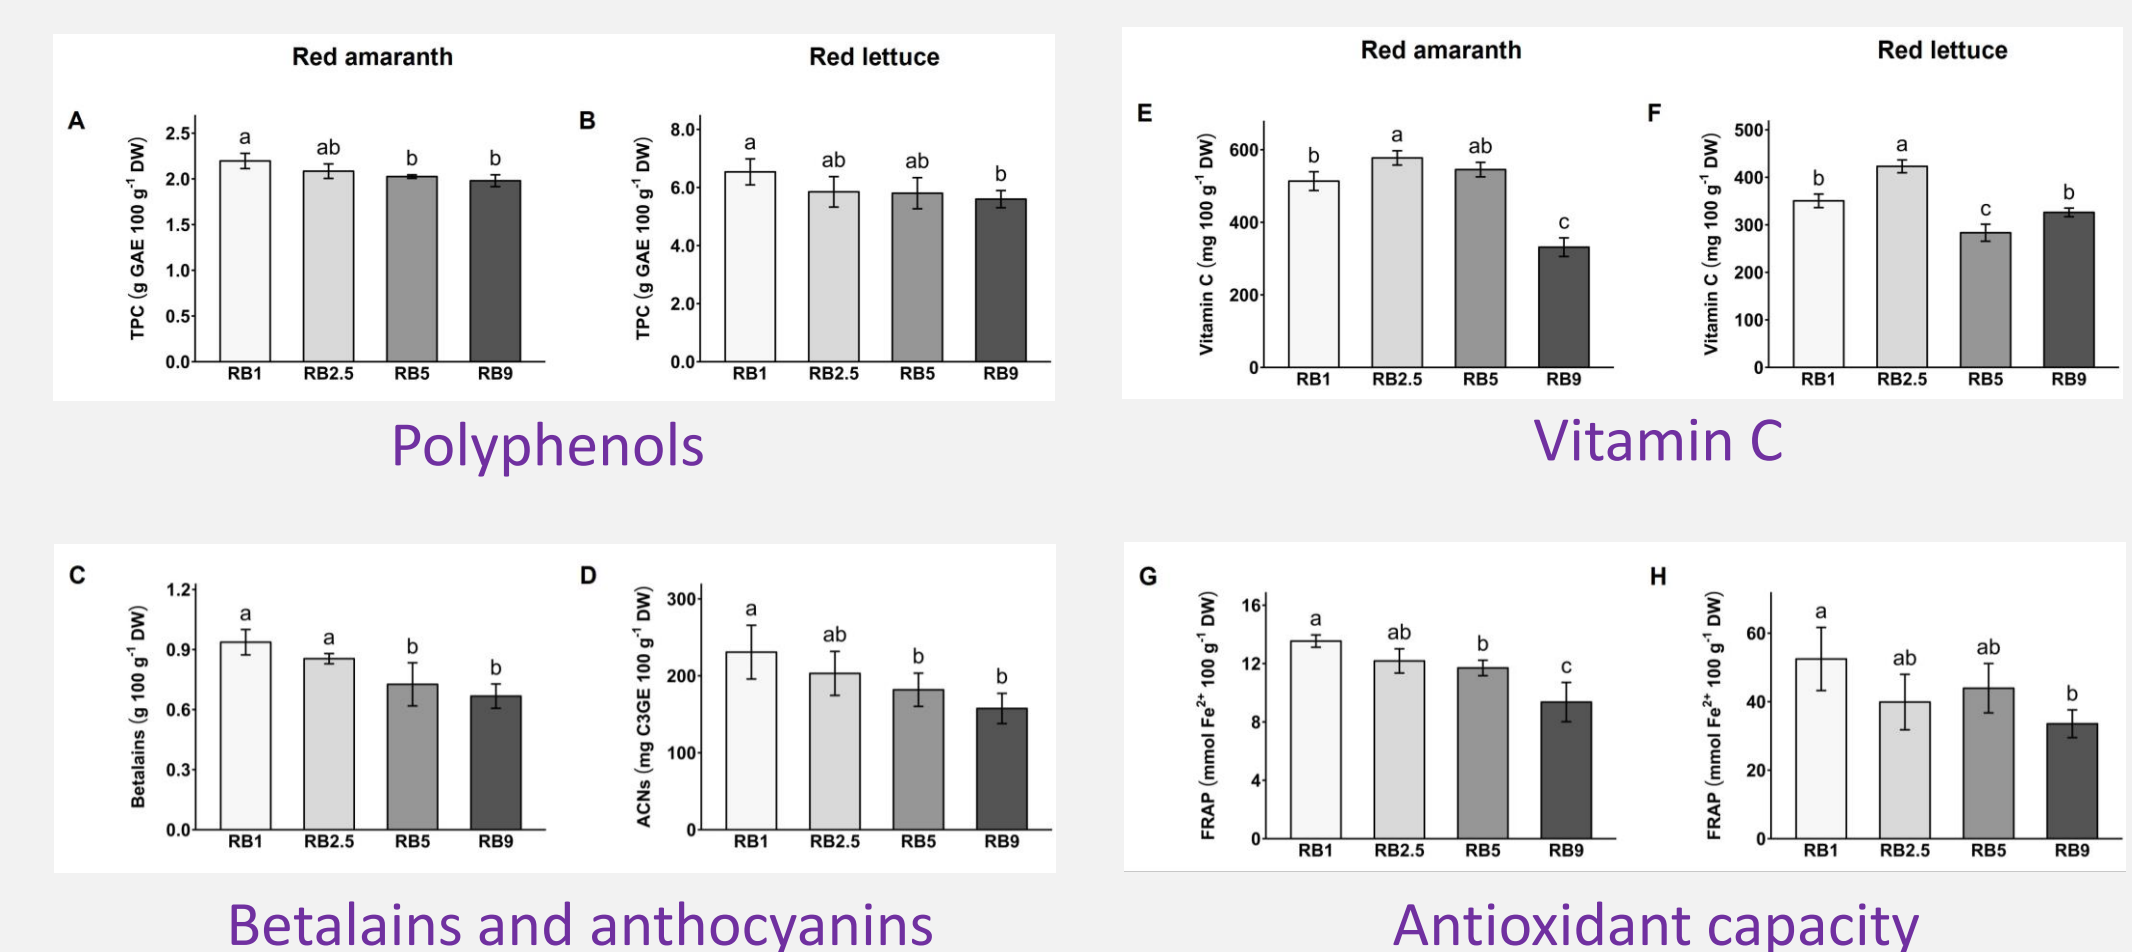 Red amaranth
Red lettuce
A
TPC (g GAE 100 g⁻¹ DW)
2.5
2.0
1.5
1.0
0.5
0.0
a
ab
b
b
RB1 RB2.5 RB5 RB9
B
TPC (g GAE 100 g⁻¹ DW)
8.0
6.0
4.0
2.0
0.0
a
ab
ab
b
RB1 RB2.5 RB5 RB9
Polyphenols
Red amaranth
Red lettuce
E
Vitamin C (mg 100 g⁻¹ DW)
600
400
200
0
b
a
ab
c
RB1 RB2.5 RB5 RB9
F
Vitamin C (mg 100 g⁻¹ DW)
500
400
300
200
100
0
b
a
c
b
RB1 RB2.5 RB5 RB9
Vitamin C
C
Betalains (g 100 g⁻¹ DW)
1.2
0.9
0.6
0.3
0.0
a
a
b
b
RB1 RB2.5 RB5 RB9
D
ACNs (mg C3GE 100 g⁻¹ DW)
300
200
100
0
a
ab
b
b
RB1 RB2.5 RB5 RB9
Betalains and anthocyanins
G
FRAP (mmol Fe²⁺ 100 g⁻¹ DW)
16
12
8
4
0
a
ab
b
c
RB1 RB2.5 RB5 RB9
H
FRAP (mmol Fe²⁺ 100 g⁻¹ DW)
60
40
20
0
a
ab
ab
b
RB1 RB2.5 RB5 RB9
Antioxidant capacity